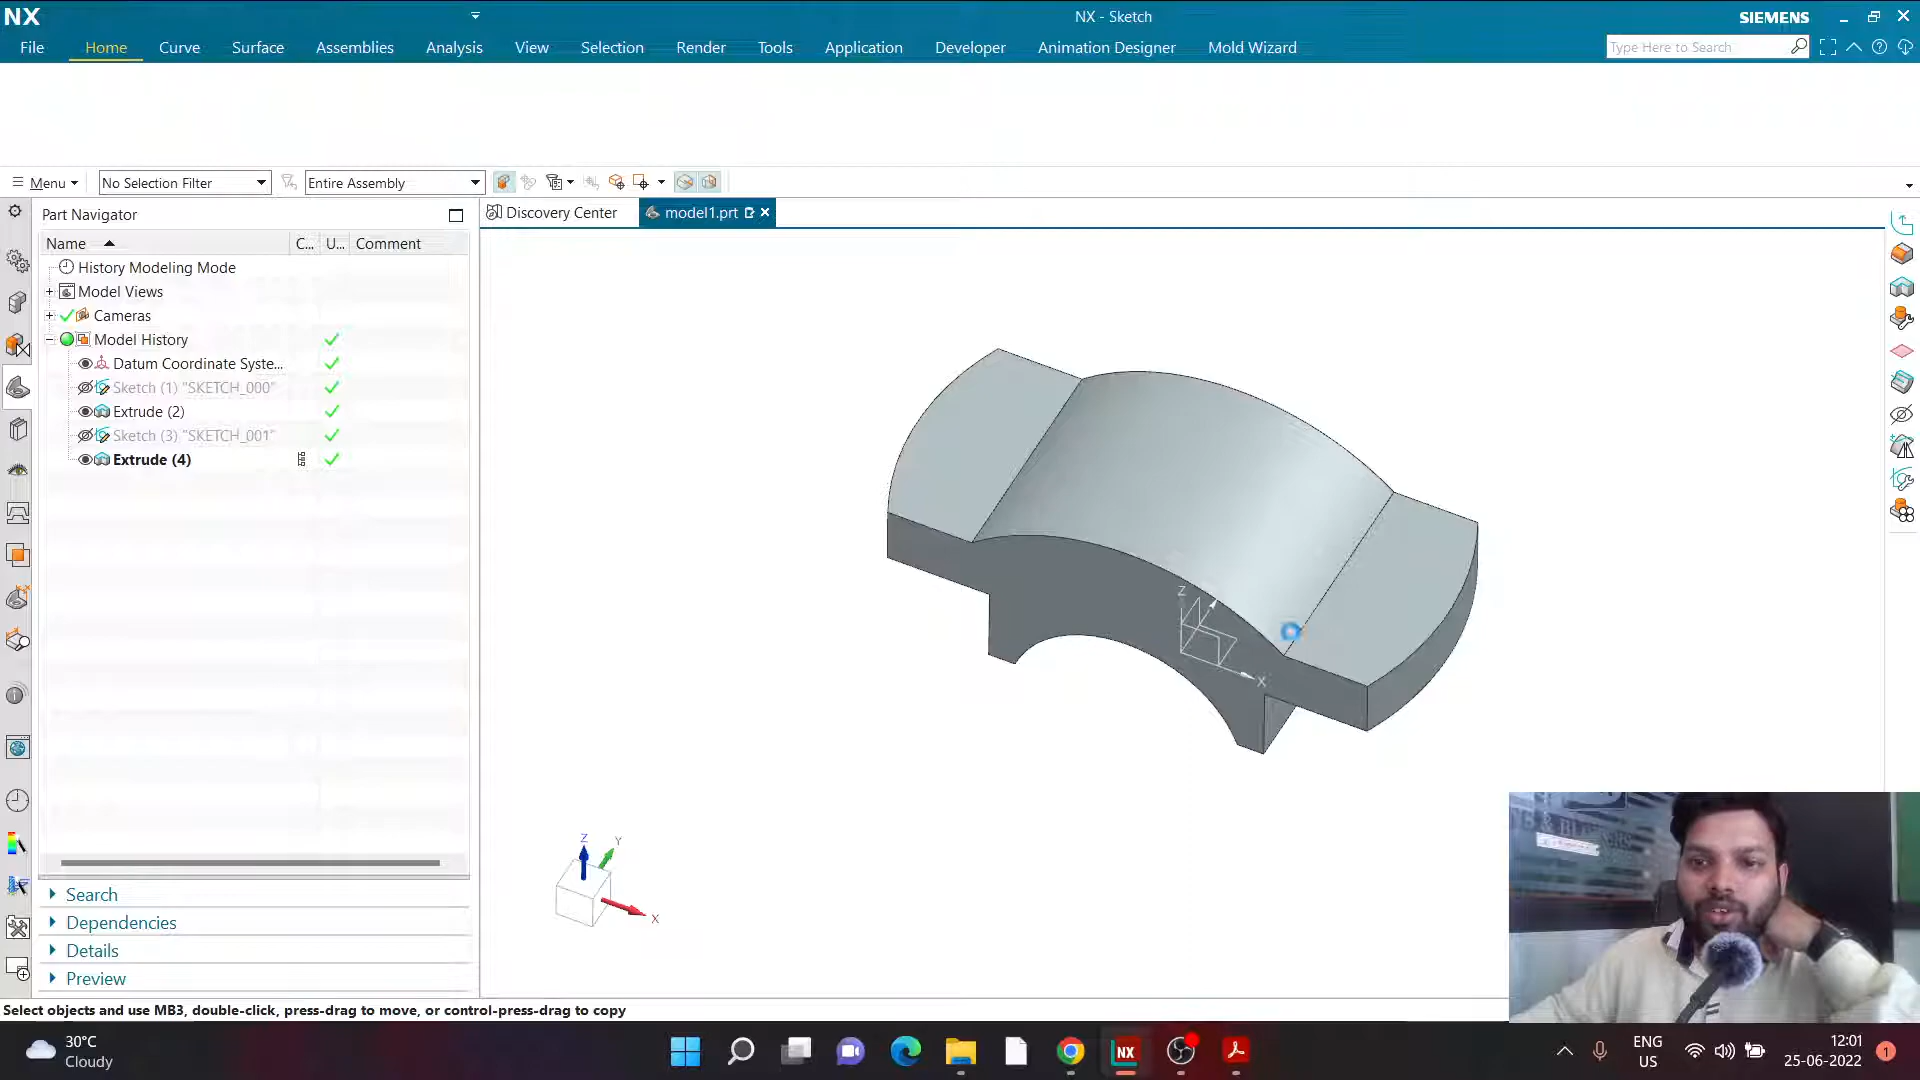 NX
NX - Sketch
SIEMENS
File Home Curve Surface Assemblies Analysis View Selection Render Tools Application Developer Animation Designer Mold Wizard
Type Here to Search
Menu
No Selection Filter
Entire Assembly
Part Navigator
Discovery Center
model1.prt
Name C... U... Comment
History Modeling Mode
Model Views
Cameras
Model History
Datum Coordinate Syste...
Sketch (1) "SKETCH_000"
Extrude (2)
Sketch (3) "SKETCH_001"
Extrude (4)
Z
X
Z
Y
X
Search
Dependencies
Details
Preview
Select objects and use MB3, double-click, press-drag to move, or control-press-drag to copy
30°C
Cloudy
NX
ENG
US
12:01
25-06-2022
1